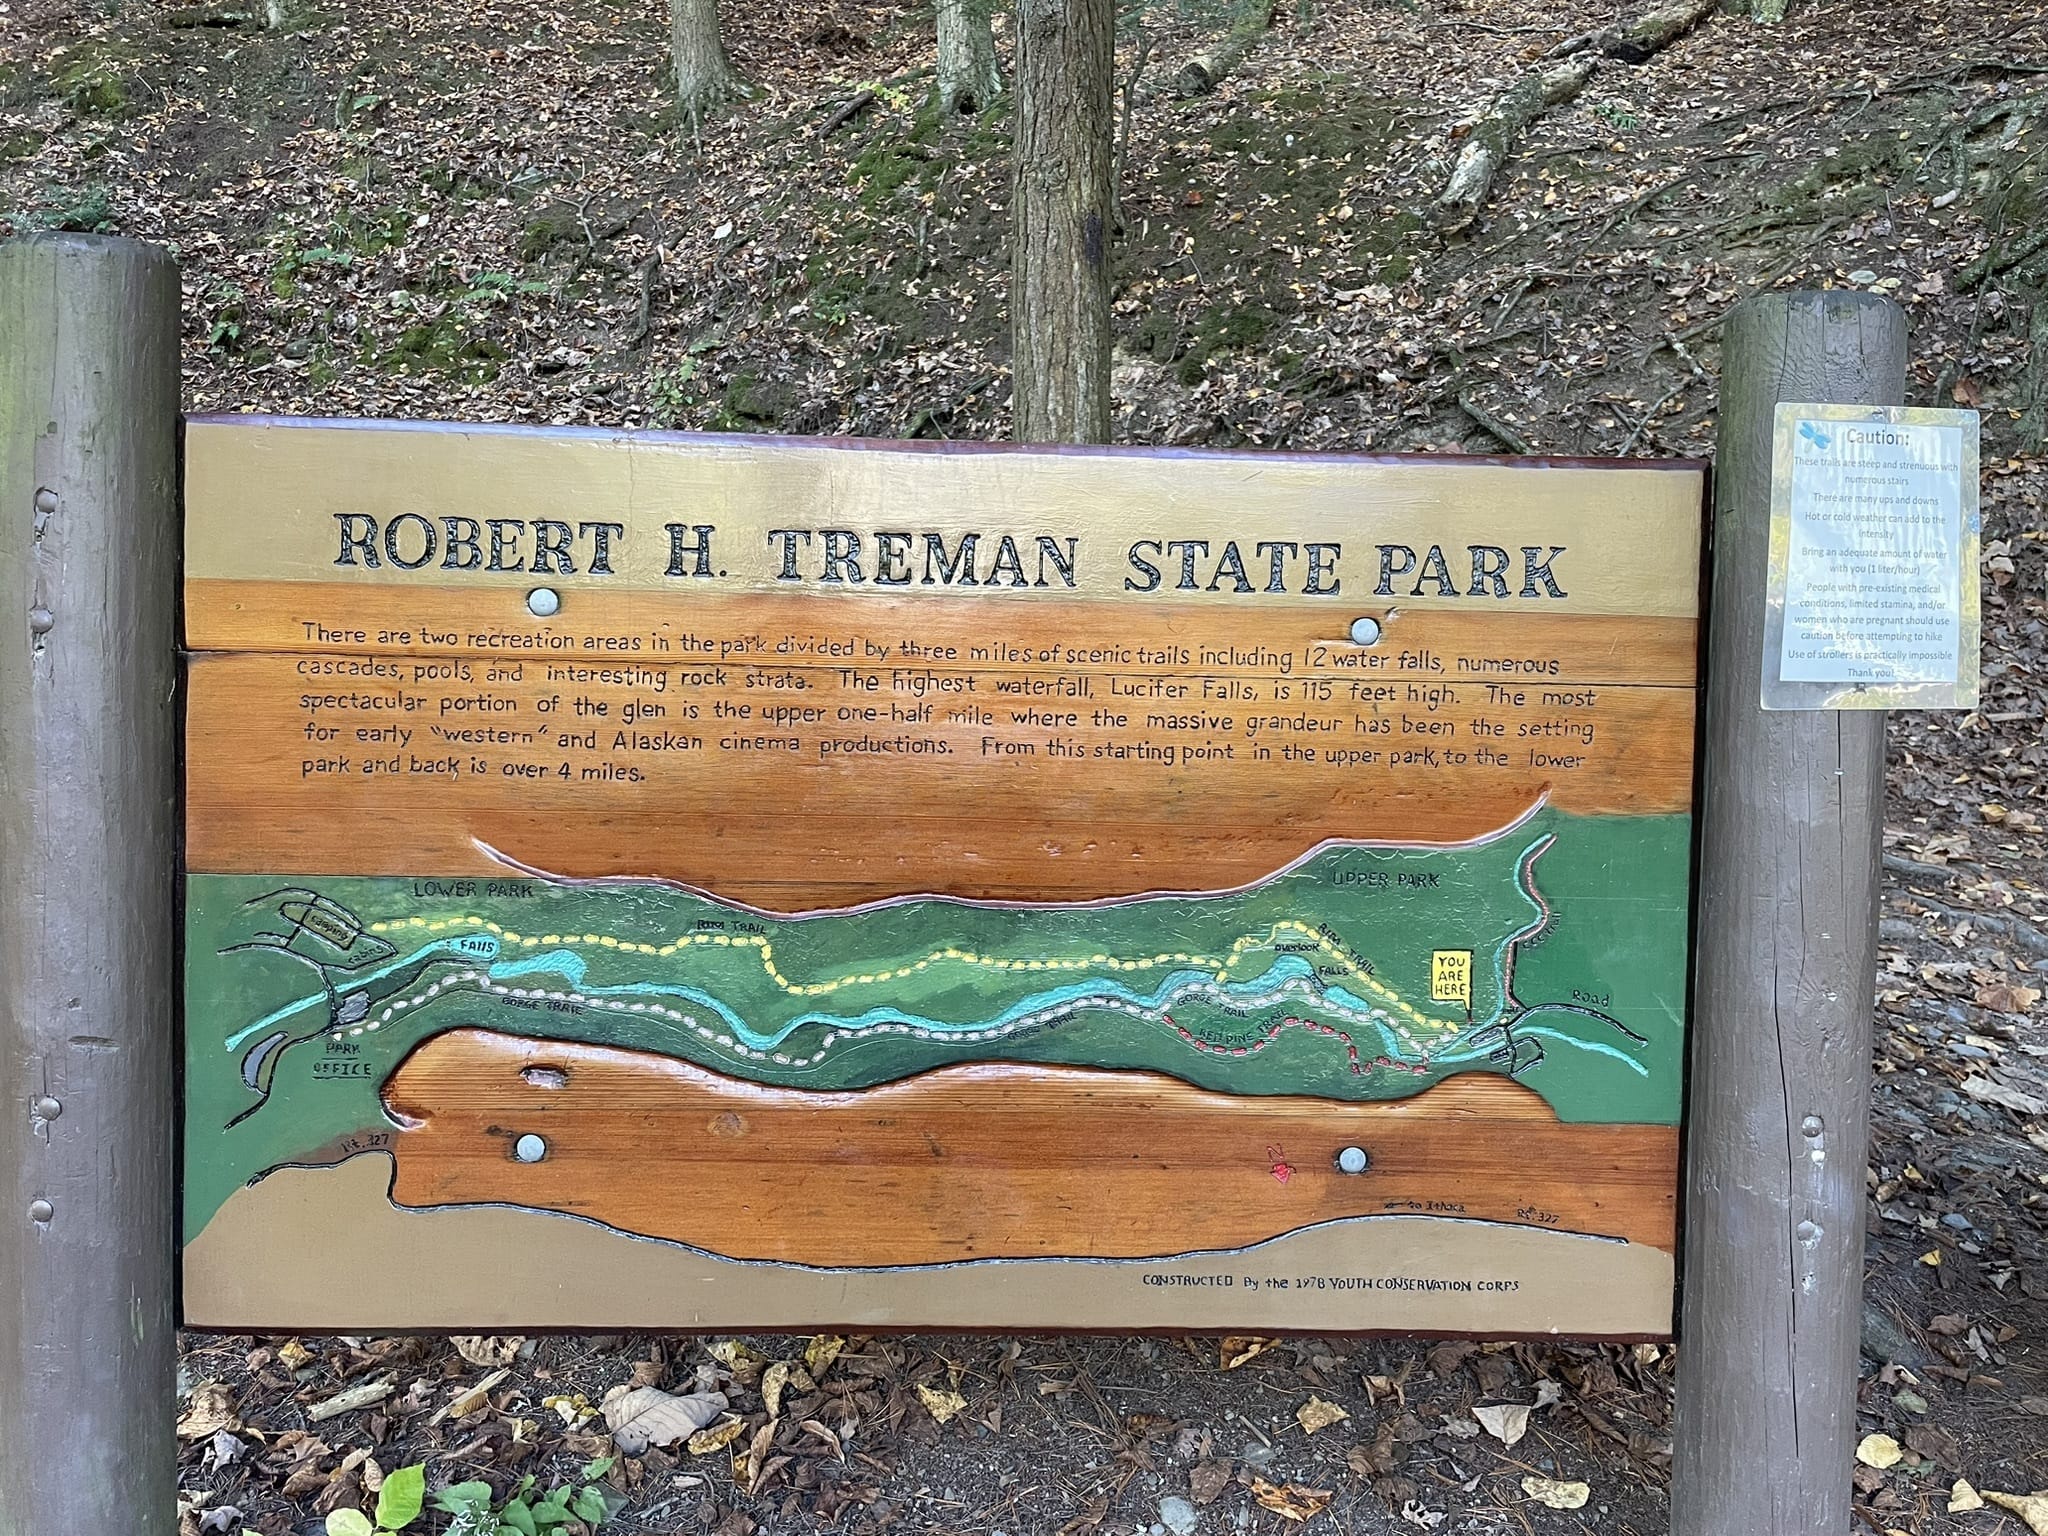 ROBERT H. TREMAN STATE PARK
There are two recreation areas in the park divided by three miles of scenic trails including 12 water falls, numerous
cascades, pools, and interesting rock strata. The highest waterfall, Lucifer Falls, is 115 feet high. The most
spectacular portion of the glen is the upper one-half mile where the massive grandeur has been the setting
for early "western" and Alaskan cinema productions. From this starting point in the upper park, to the lower
park and back is over 4 miles.
LOWER PARK
UPPER PARK
camping
cabins
FAllS
RIM TRAIL
RIM TRAIL
overlook
FALLS
YOU
ARE
HERE
CCC trail
Road
GORGE TRAIL
GORGE TRAIL
GORGE TRAIL
RED PINE TRAIL
PARK
OFFICE
Rt. 327
← to Ithaca
Rt. 327
CONSTRUCTED By the 1978 YOUTH CONSERVATION CORPS
Caution:
These trails are steep and strenuous with
numerous stairs
There are many ups and downs
Hot or cold weather can add to the
intensity
Bring an adequate amount of water
with you (1 liter/hour)
People with pre-existing medical
conditions, limited stamina, and/or
women who are pregnant should use
caution before attempting to hike
Use of strollers is practically impossible
Thank you!